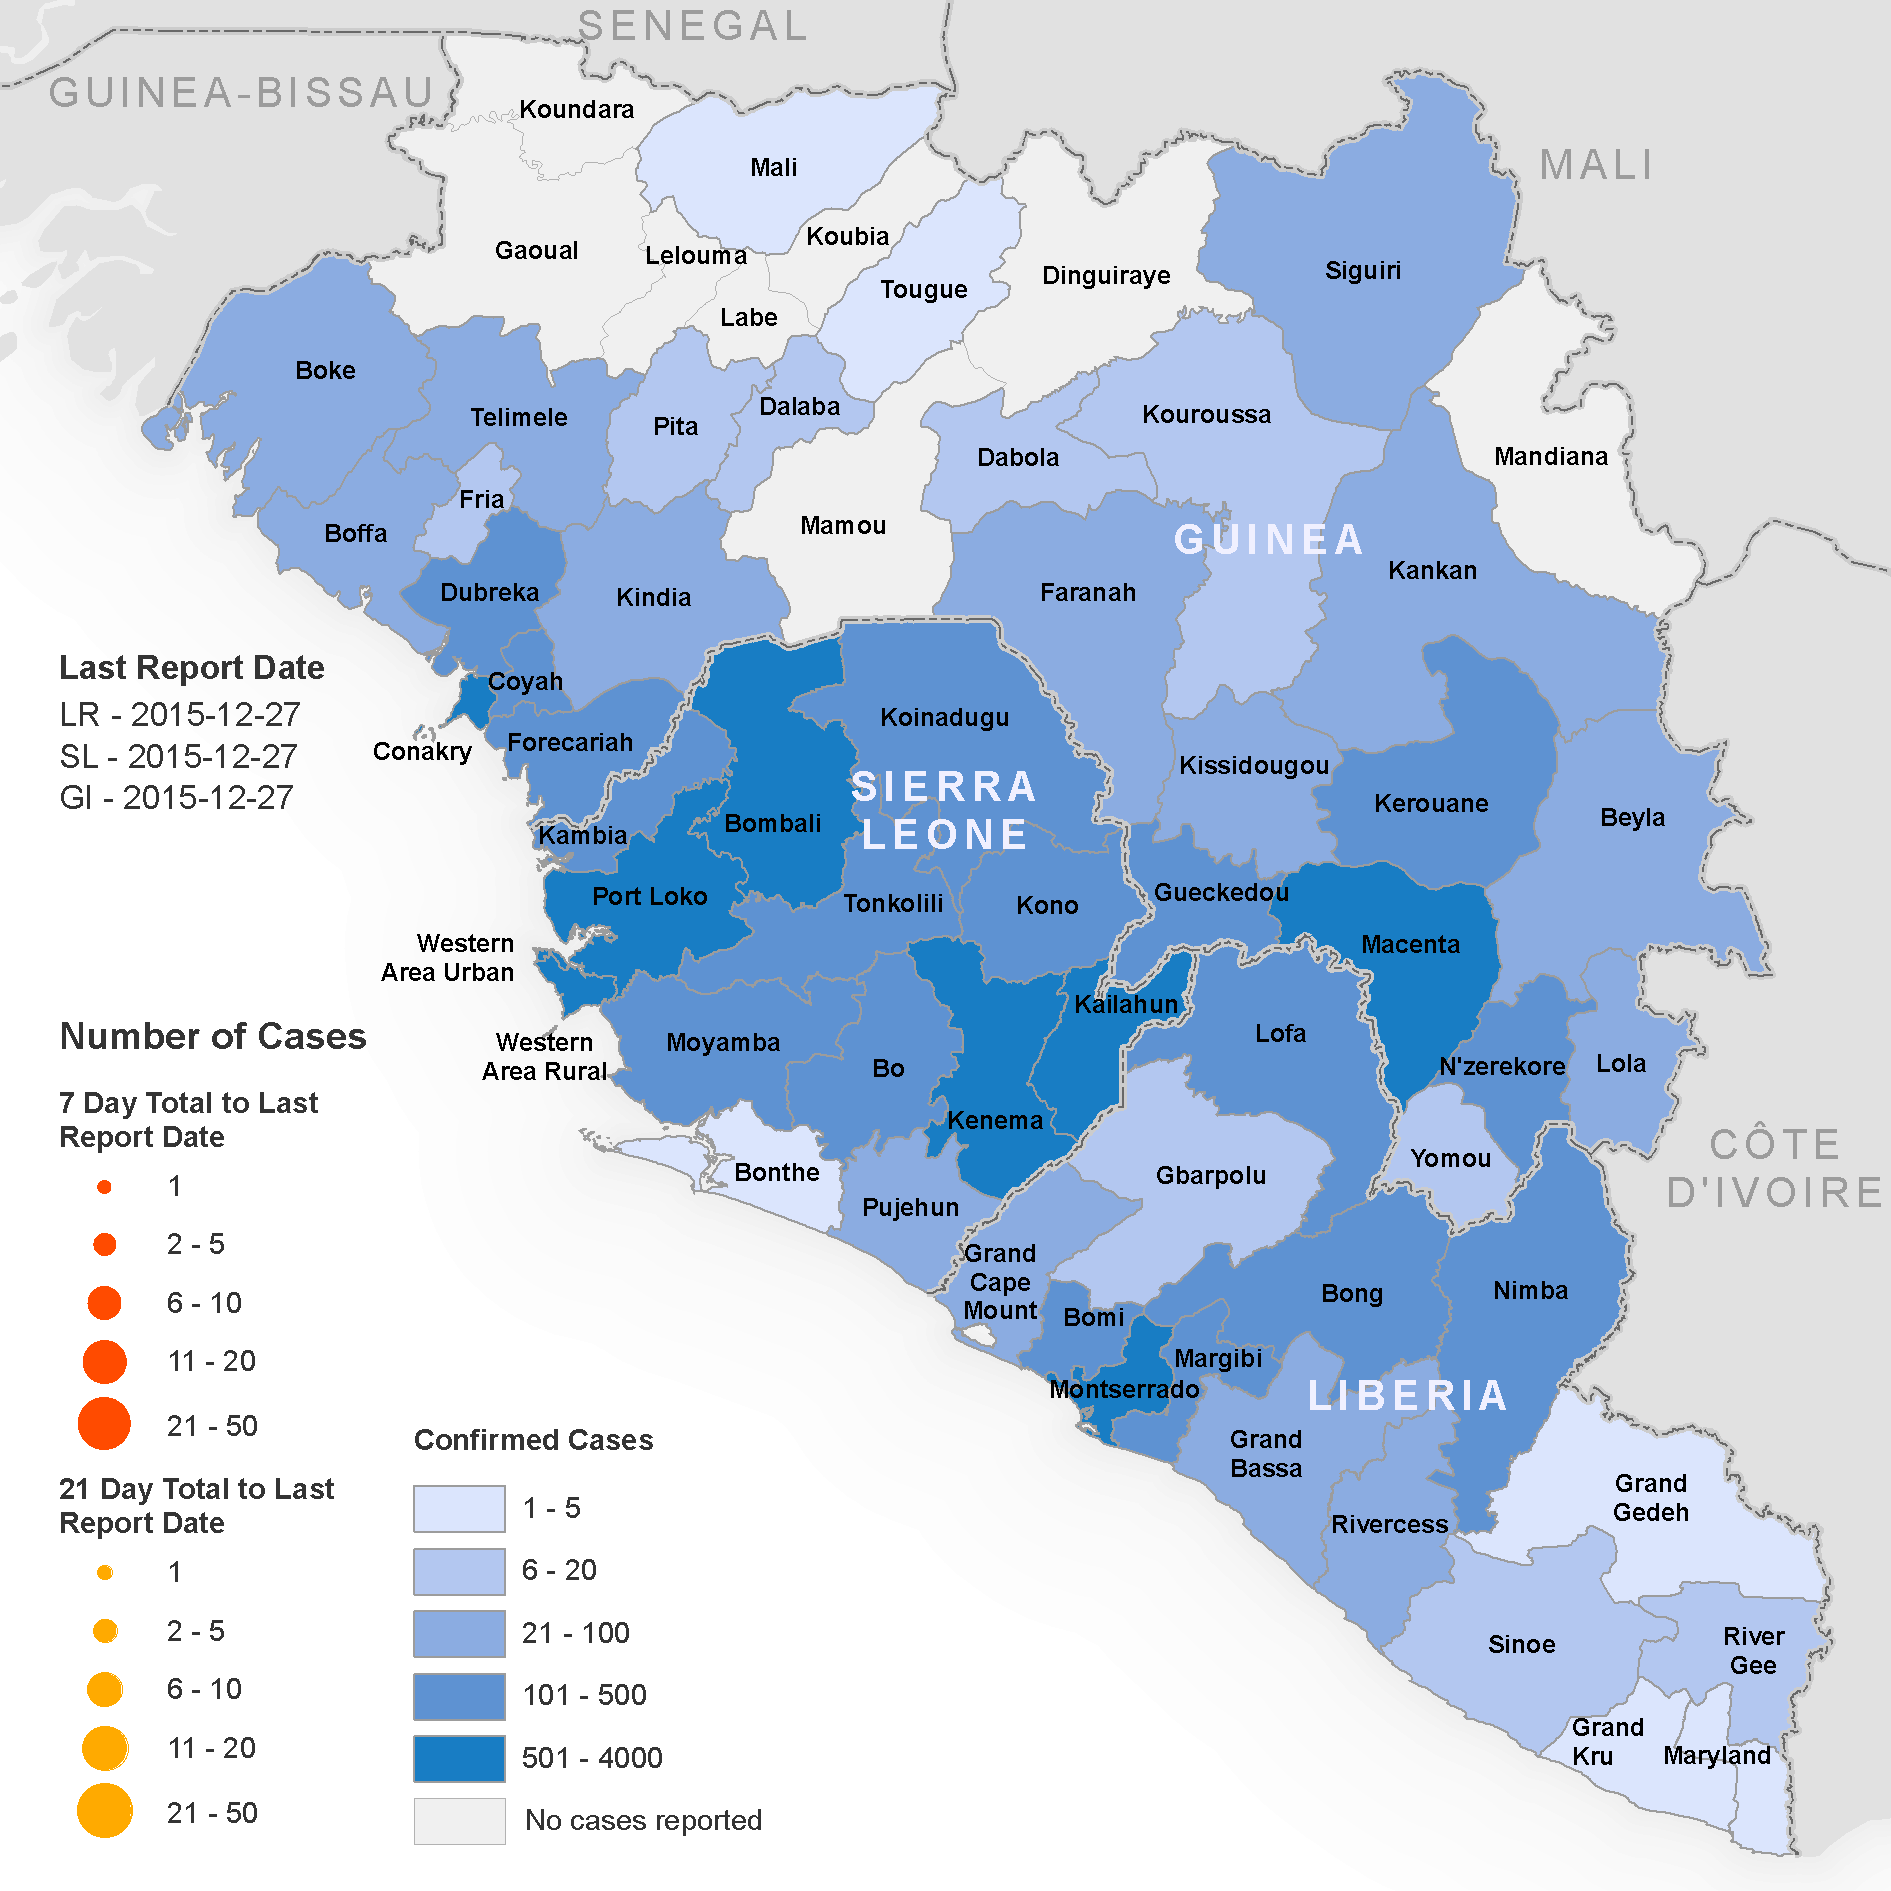 SENEGAL
GUINEA-BISSAU
MALI
Koundara
Mali
Gaoual
Lelouma
Koubia
Tougue
Dinguiraye
Siguiri
Labe
Boke
Telimele
Pita
Dalaba
Kouroussa
Dabola
Mandiana
Fria
Boffa
Mamou
GUINEA
Kankan
Dubreka
Kindia
Faranah
Last Report Date
LR - 2015-12-27
SL - 2015-12-27
GI - 2015-12-27
Coyah
Conakry
Forecariah
Koinadugu
Kissidougou
Kerouane
Beyla
SIERRA
LEONE
Kambia
Bombali
Port Loko
Tonkolili
Kono
Gueckedou
Macenta
Western
Area Urban
Kailahun
Lofa
Western
Area Rural
Moyamba
Bo
N'zerekore
Lola
Kenema
CÔTE
D'IVOIRE
Yomou
Bonthe
Gbarpolu
Pujehun
Grand
Cape
Mount
Bong
Nimba
Bomi
Margibi
Montserrado
LIBERIA
Grand
Bassa
Grand
Gedeh
Rivercess
Sinoe
River
Gee
Grand
Kru
Maryland
Number of Cases
7 Day Total to Last
Report Date
1
2 - 5
6 - 10
11 - 20
21 - 50
21 Day Total to Last
Report Date
1
2 - 5
6 - 10
11 - 20
21 - 50
Confirmed Cases
1 - 5
6 - 20
21 - 100
101 - 500
501 - 4000
No cases reported